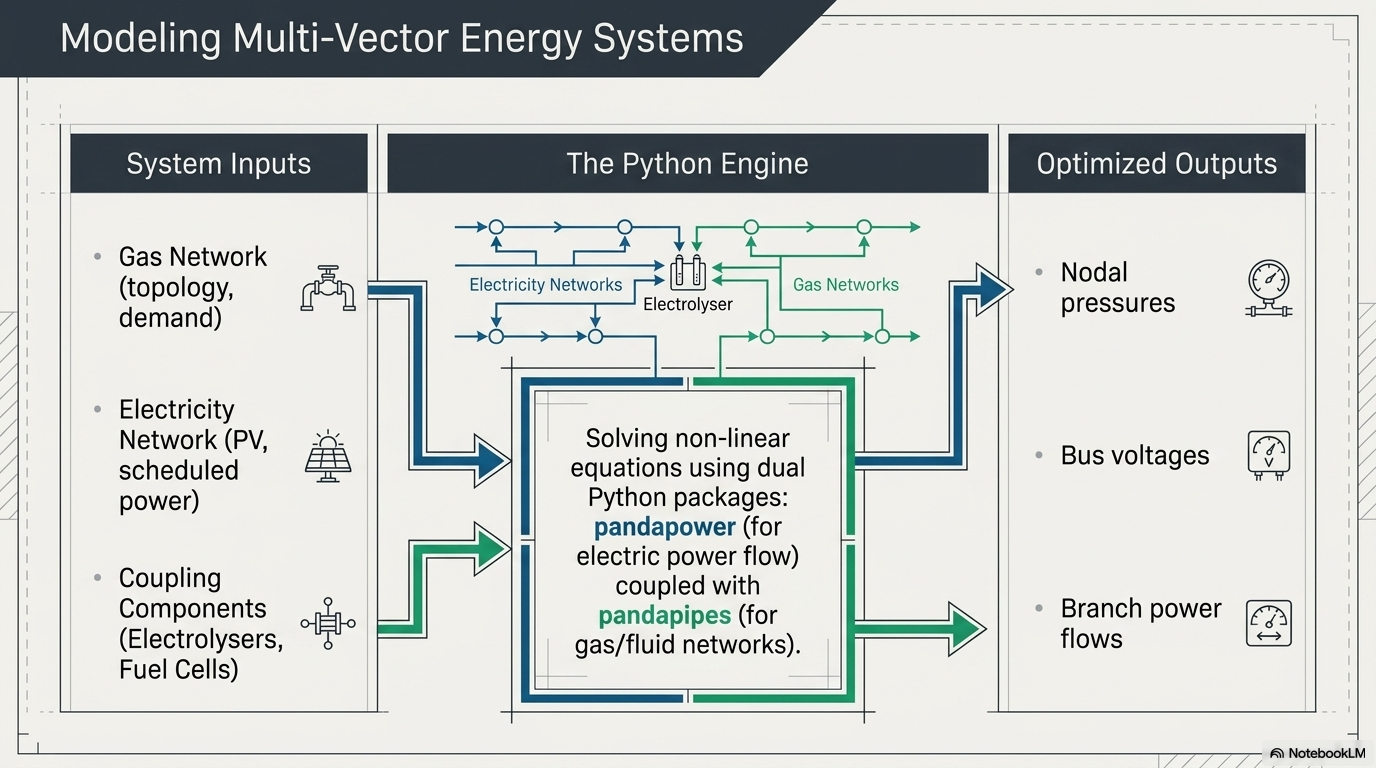 Modeling Multi-Vector Energy Systems
System Inputs
• Gas Network
(topology,
demand)
• Electricity
Network (PV,
scheduled
power)
• Coupling
Components
(Electrolysers,
Fuel Cells)
The Python Engine
Electricity Networks
Electrolyser
Gas Networks
Solving non-linear
equations using dual
Python packages:
pandapower (for
electric power flow)
coupled with
pandapipes (for
gas/fluid networks).
Optimized Outputs
• Nodal
pressures
• Bus voltages
V
• Branch power
flows
NotebookLM